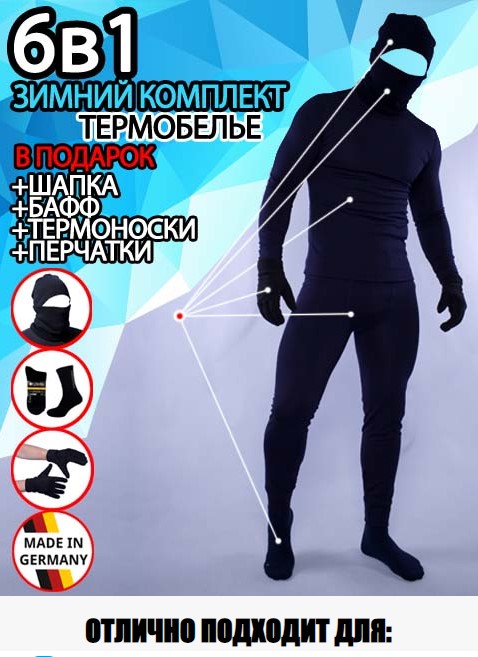 6в1
ЗИМНИЙ КОМПЛЕКТ
ТЕРМОБЕЛЬЕ
В ПОДАРОК
+ШАПКА
+БАФФ
+ТЕРМОНОСКИ
+ПЕРЧАТКИ
MADE IN
GERMANY
ОТЛИЧНО ПОДХОДИТ ДЛЯ: